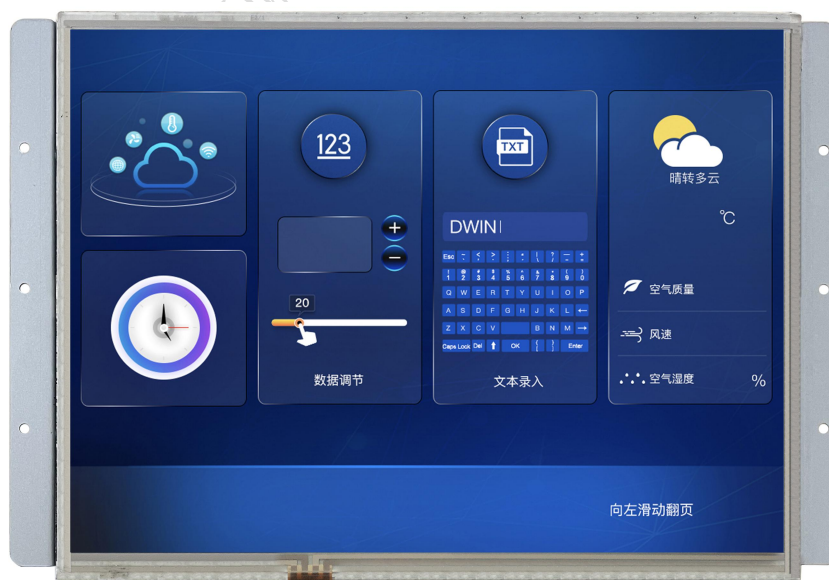 123
20
数据调节
TXT
DWIN
Esc
Q W E R T Y U I O P
A S D F G H J K L ←
Z X C V B N M →
Caps Lock Del ↑ OK { } Enter
文本录入
晴转多云
℃
空气质量
风速
空气湿度 %
向左滑动翻页